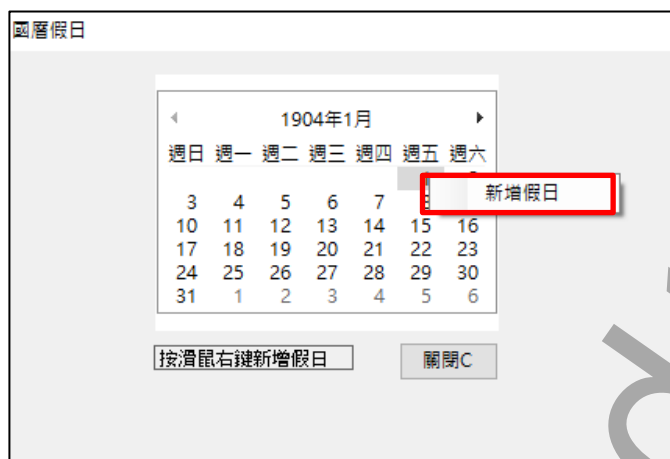 國曆假日
1904年1月
週日 週一 週二 週三 週四 週五 週六
新增假日
3 4 5 6 7
10 11 12 13 14 15 16
17 18 19 20 21 22 23
24 25 26 27 28 29 30
31 1 2 3 4 5 6
按滑鼠右鍵新增假日
關閉C